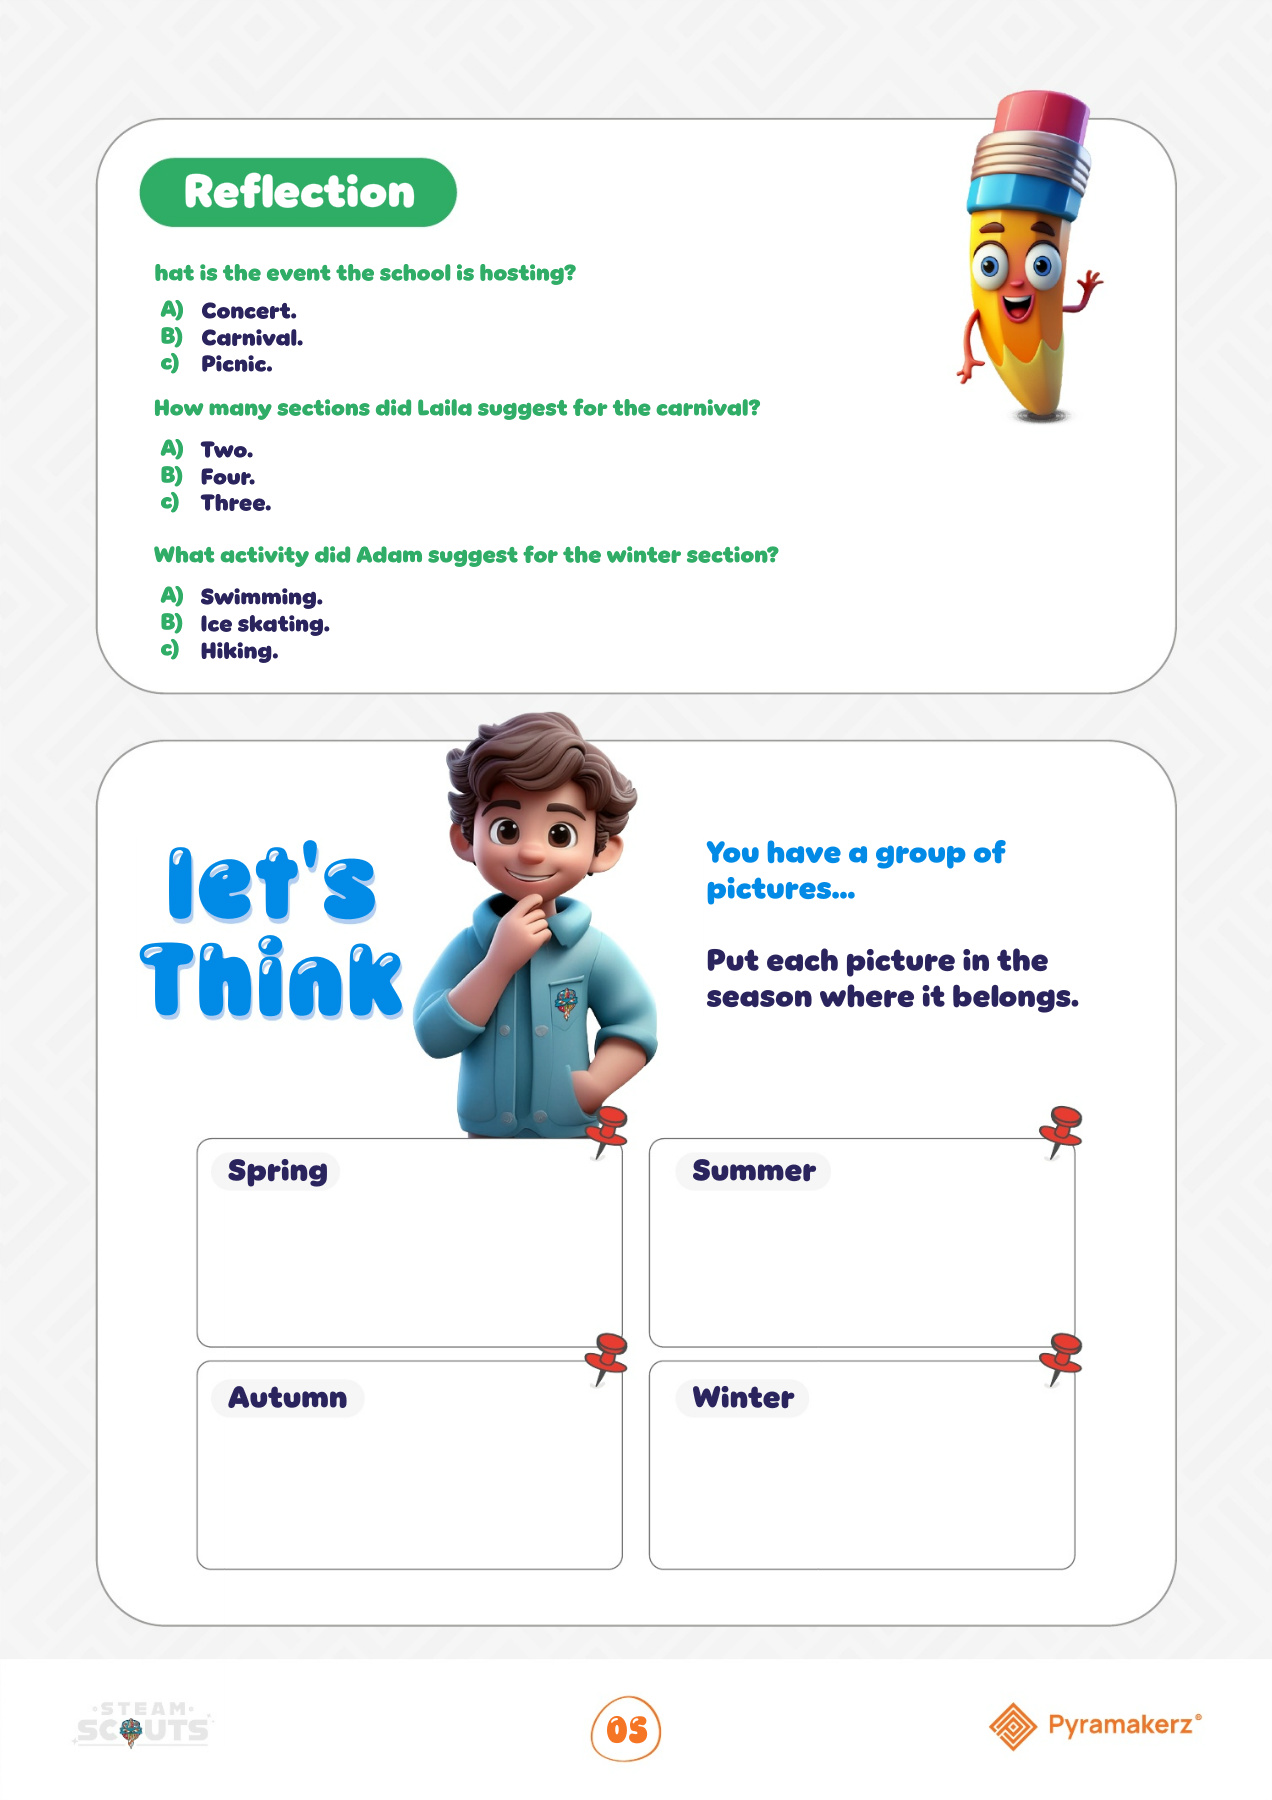 Reflection
hat is the event the school is hosting?
A) Concert.
B) Carnival.
c) Picnic.
How many sections did Laila suggest for the carnival?
A) Two.
B) Four.
c) Three.
What activity did Adam suggest for the winter section?
A) Swimming.
B) Ice skating.
c) Hiking.
let's
Think
You have a group of
pictures...
Put each picture in the
season where it belongs.
Spring
Summer
Autumn
Winter
STEAM
SCOUTS
05
Pyramakerz®